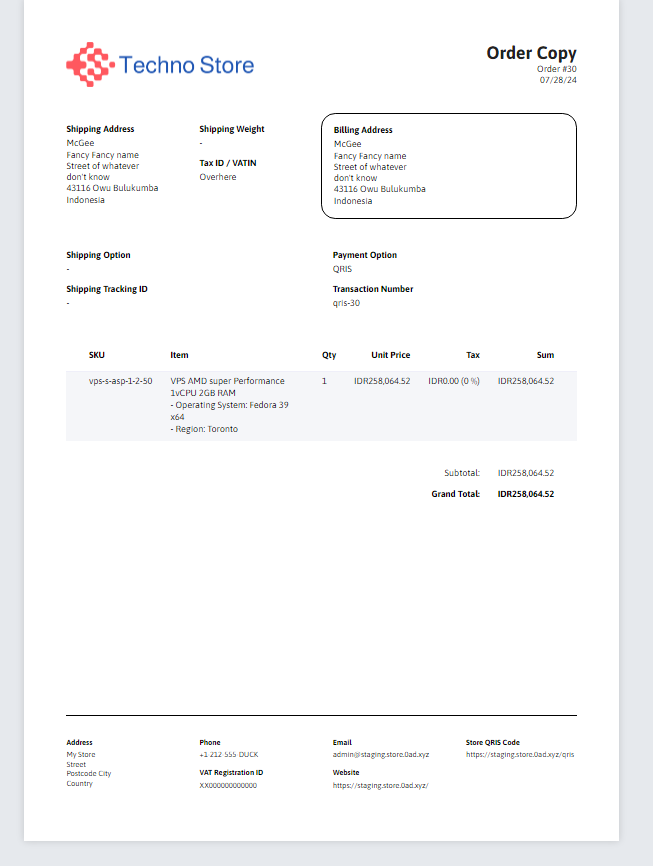 Techno Store
Order Copy
Order #30
07/28/24
Shipping Address
McGee
Fancy Fancy name
Street of whatever
don't know
43116 Owu Bulukumba
Indonesia
Shipping Weight
-
Tax ID / VATIN
Overhere
Billing Address
McGee
Fancy Fancy name
Street of whatever
don't know
43116 Owu Bulukumba
Indonesia
Shipping Option
-
Shipping Tracking ID
-
Payment Option
QRIS
Transaction Number
qris-30
SKU Item Qty Unit Price Tax Sum
vps-s-asp-1-2-50 VPS AMD super Performance 1 IDR258,064.52 IDR0.00 (0 %) IDR258,064.52
1vCPU 2GB RAM
- Operating System: Fedora 39
x64
- Region: Toronto
Subtotal: IDR258,064.52
Grand Total: IDR258,064.52
Address
My Store
Street
Postcode City
Country
Phone
+1 212 555 DUCK
VAT Registration ID
XX000000000000
Email
admin@staging.store.0ad.xyz
Website
https://staging.store.0ad.xyz/
Store QRIS Code
https://staging.store.0ad.xyz/qris